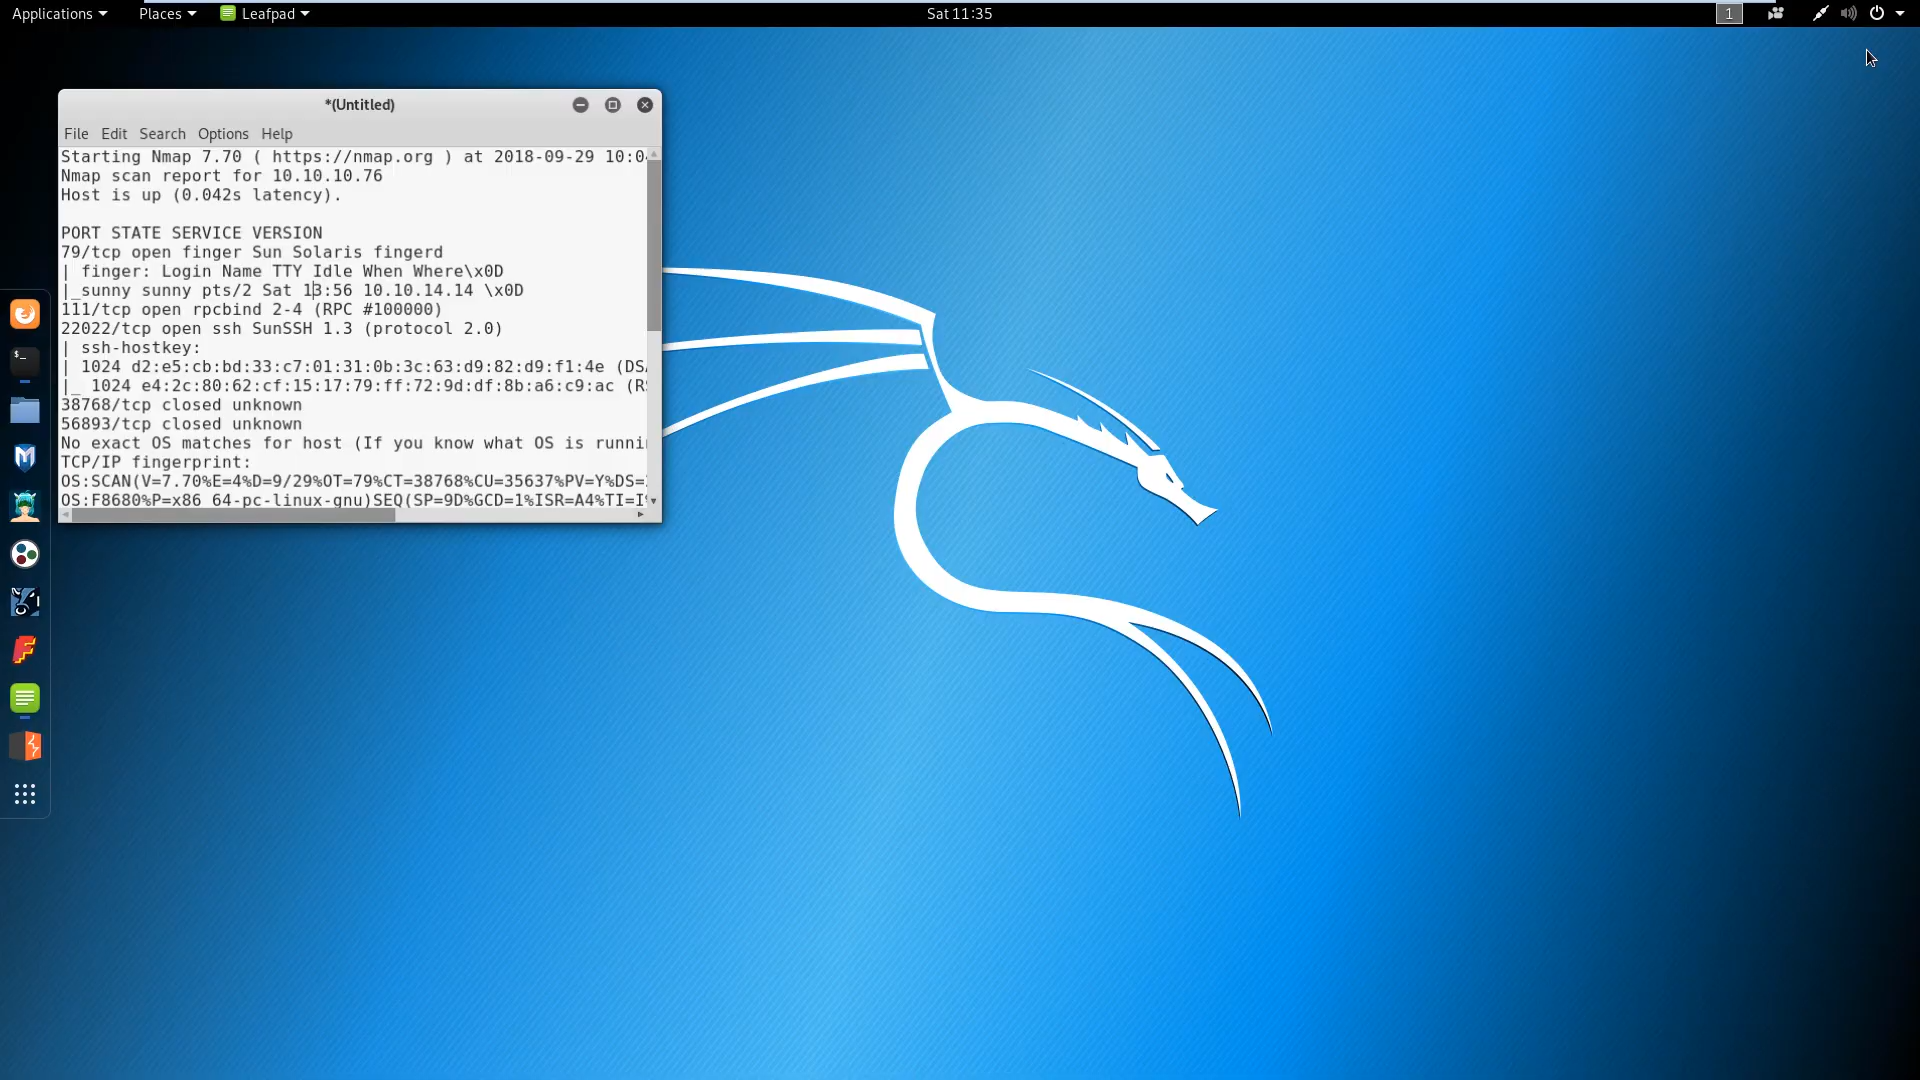 Applications Places Leafpad Sat 11:35 1
*(Untitled)
File Edit Search Options Help
Starting Nmap 7.70 ( https://nmap.org ) at 2018-09-29 10:0
Nmap scan report for 10.10.10.76
Host is up (0.042s latency).
PORT STATE SERVICE VERSION
79/tcp open finger Sun Solaris fingerd
| finger: Login Name TTY Idle When Where\x0D
|_sunny sunny pts/2 Sat 13:56 10.10.14.14 \x0D
111/tcp open rpcbind 2-4 (RPC #100000)
22022/tcp open ssh SunSSH 1.3 (protocol 2.0)
| ssh-hostkey:
| 1024 d2:e5:cb:bd:33:c7:01:31:0b:3c:63:d9:82:d9:f1:4e (DSA
|_ 1024 e4:2c:80:62:cf:15:17:79:ff:72:9d:df:8b:a6:c9:ac (RS
38768/tcp closed unknown
56893/tcp closed unknown
No exact OS matches for host (If you know what OS is runni
TCP/IP fingerprint:
OS:SCAN(V=7.70%E=4%D=9/29%OT=79%CT=38768%CU=35637%PV=Y%DS=
OS:F8680%P=x86_64-pc-linux-gnu)SEQ(SP=9D%GCD=1%ISR=A4%TI=I%